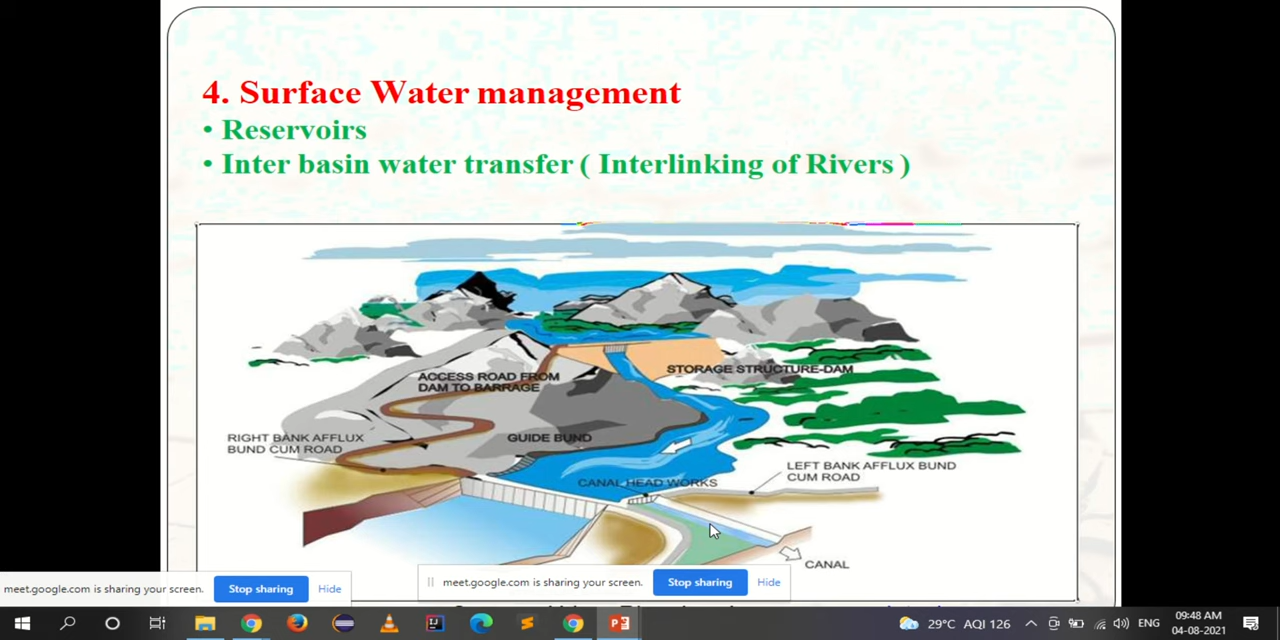 4. Surface Water management
• Reservoirs
• Inter basin water transfer ( Interlinking of Rivers )
ACCESS ROAD FROM
DAM TO BARRAGE
STORAGE STRUCTURE-DAM
RIGHT BANK AFFLUX
BUND CUM ROAD
GUIDE BUND
LEFT BANK AFFLUX BUND
CUM ROAD
CANAL HEAD WORKS
CANAL
meet.google.com is sharing your screen.
Stop sharing
Hide
meet.google.com is sharing your screen.
Stop sharing
Hide
29°C AQI 126
ENG
09:48 AM
04-08-2021